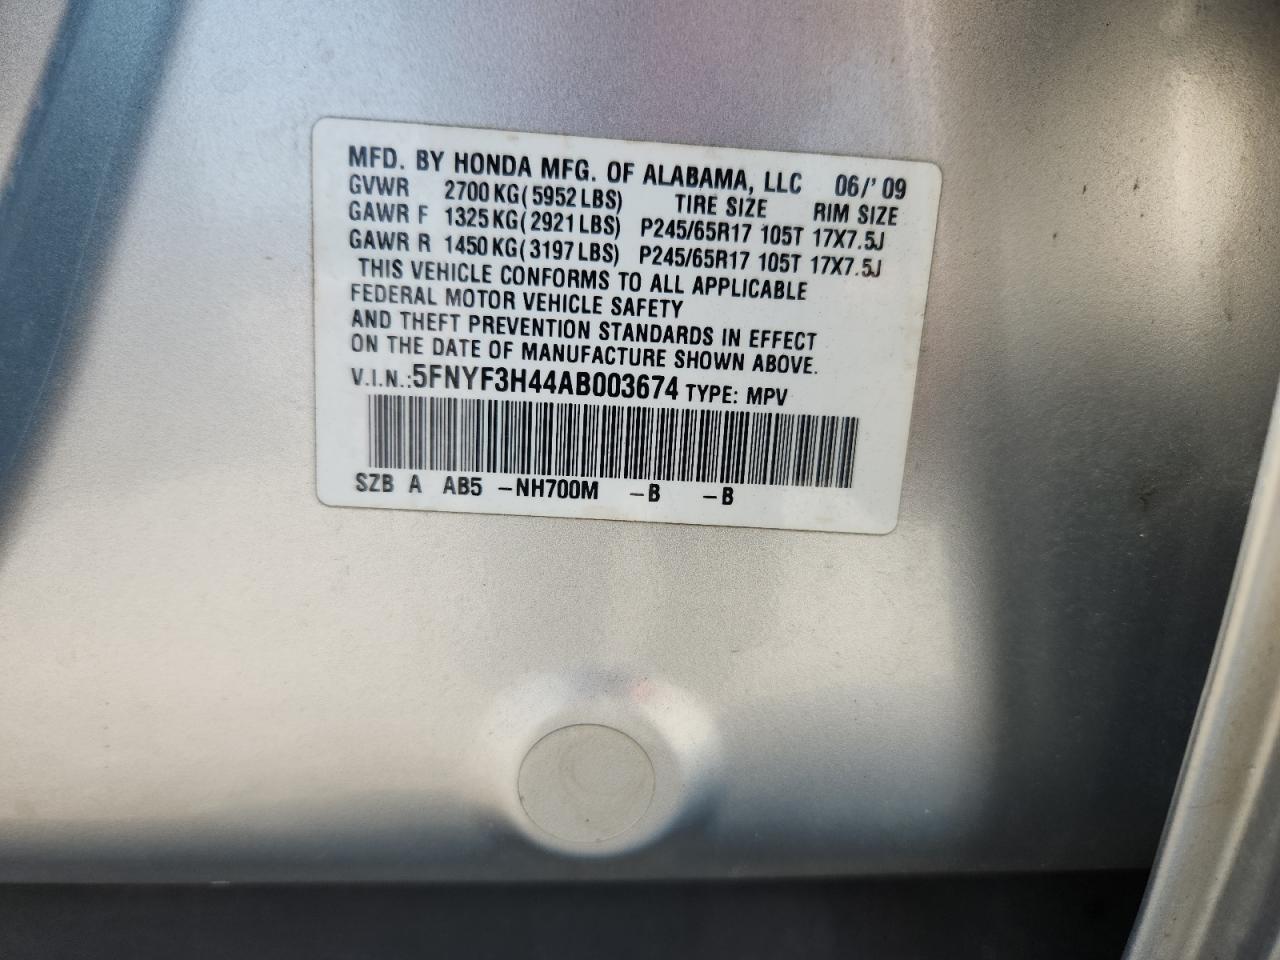 MFD. BY HONDA MFG. OF ALABAMA, LLC 06/'09
GVWR 2700 KG(5952 LBS) TIRE SIZE RIM SIZE
GAWR F 1325 KG(2921 LBS) P245/65R17 105T 17X7.5J
GAWR R 1450 KG(3197 LBS) P245/65R17 105T 17X7.5J
THIS VEHICLE CONFORMS TO ALL APPLICABLE
FEDERAL MOTOR VEHICLE SAFETY
AND THEFT PREVENTION STANDARDS IN EFFECT
ON THE DATE OF MANUFACTURE SHOWN ABOVE.
V.I.N.:5FNYF3H44AB003674 TYPE: MPV
SZB A AB5 -NH700M -B -B